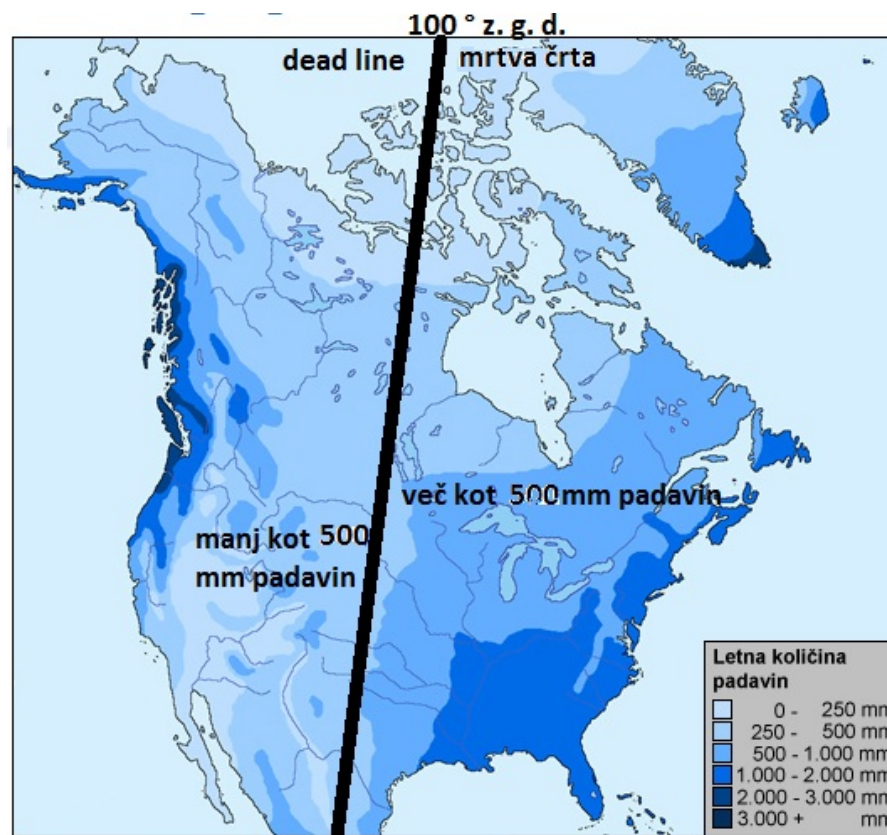 100 ° z. g. d.
dead line
mrtva črta
več kot 500mm padavin
manj kot 500
mm padavin
Letna količina
padavin
0 - 250 mm
250 - 500 mm
500 - 1.000 mm
1.000 - 2.000 mm
2.000 - 3.000 mm
3.000 + mm